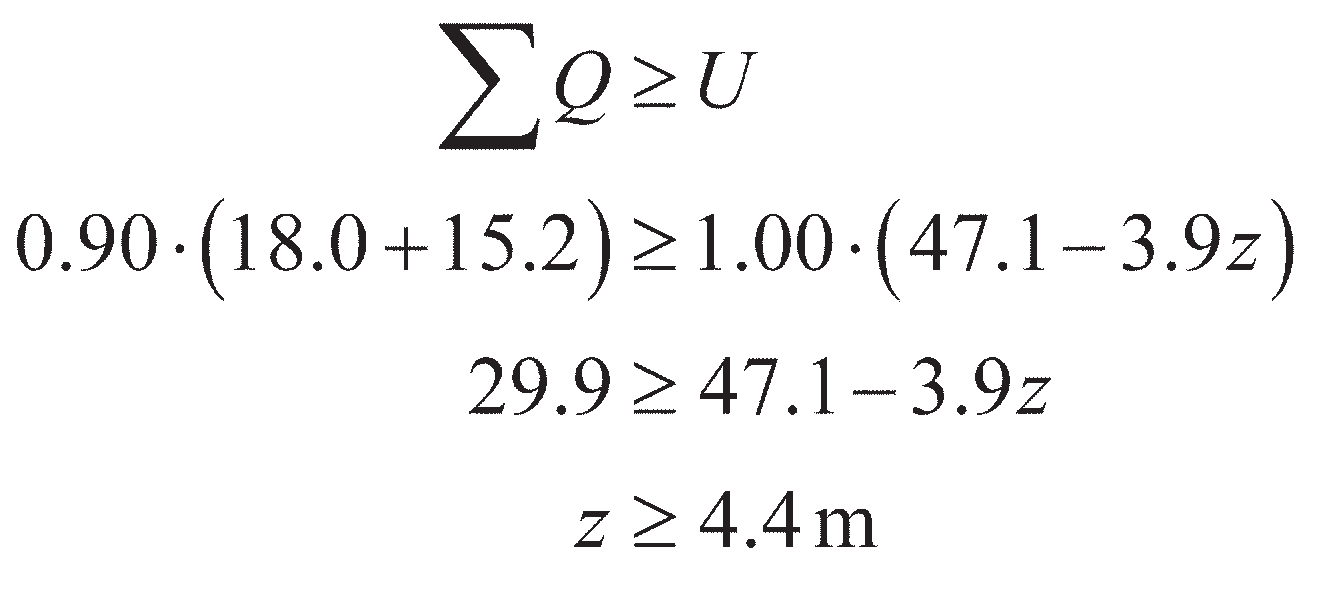 ∑Q ≥ U
0.90·(18.0+15.2) ≥ 1.00·(47.1−3.9z)
29.9 ≥ 47.1−3.9z
z ≥ 4.4 m